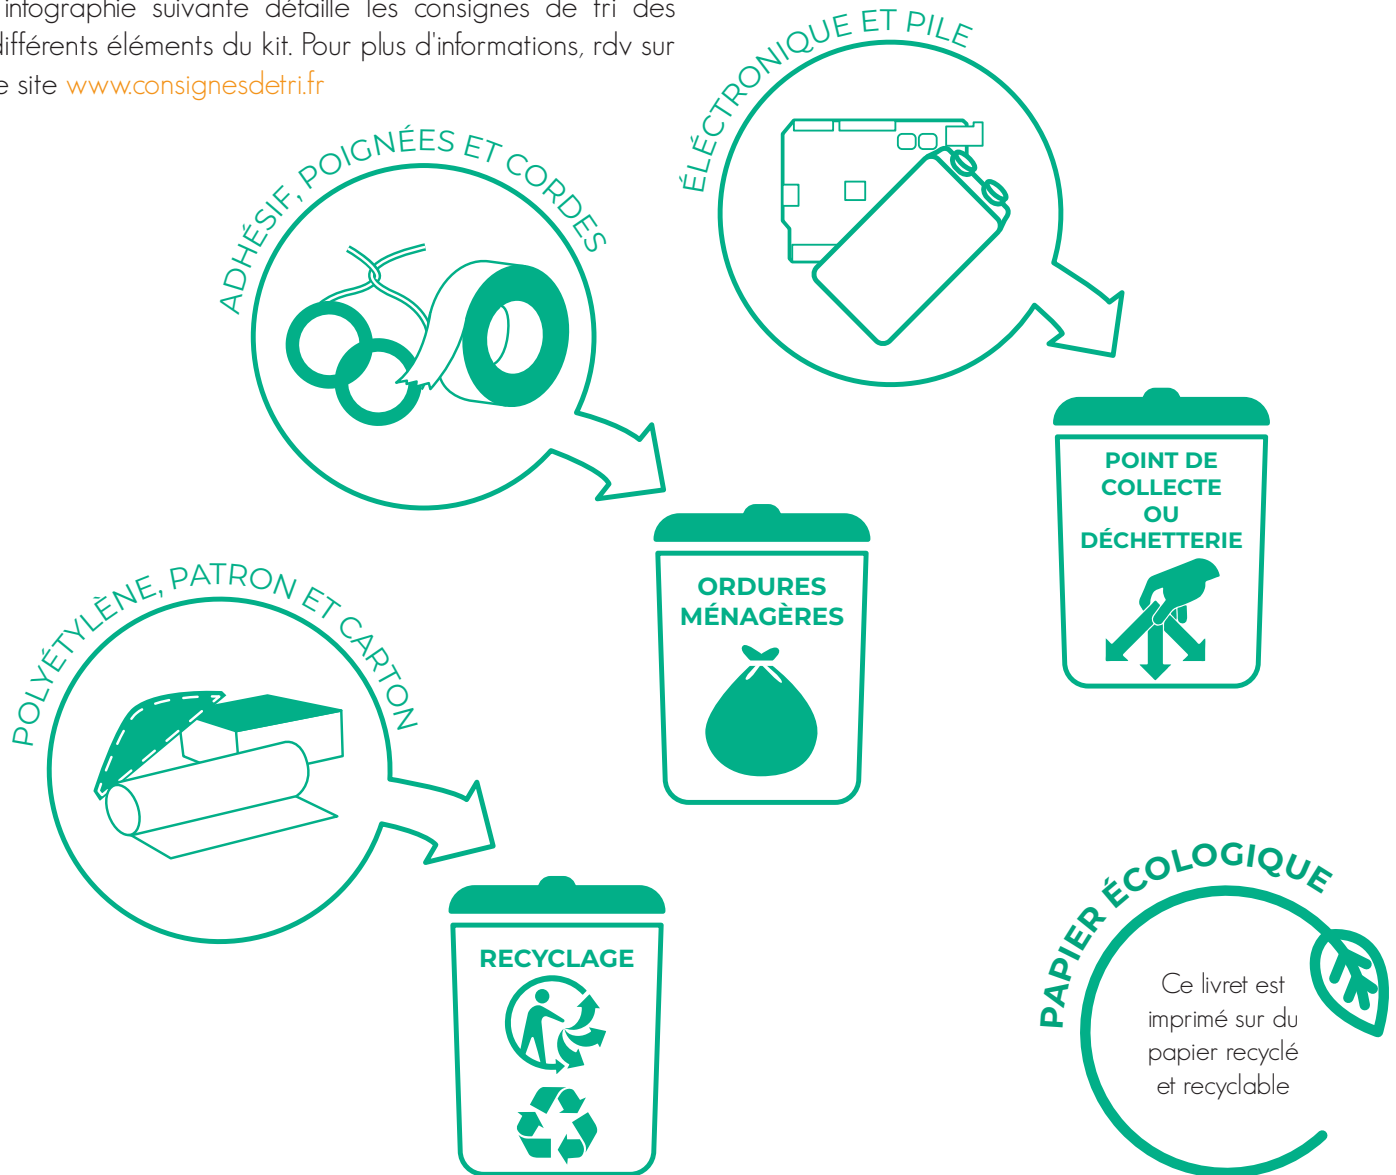 infographie suivante détaille les consignes de tri des
différents éléments du kit. Pour plus d'informations, rdv sur
e site www.consignesdetri.fr
ÉLÉCTRONIQUE ET PILE
ADHÉSIF, POIGNÉES ET CORDES
POINT DE
COLLECTE
OU
DÉCHETTERIE
ORDURES
MÉNAGÈRES
POLYÉTYLÈNE, PATRON ET CARTON
RECYCLAGE
PAPIER ÉCOLOGIQUE
Ce livret est
imprimé sur du
papier recyclé
et recyclable